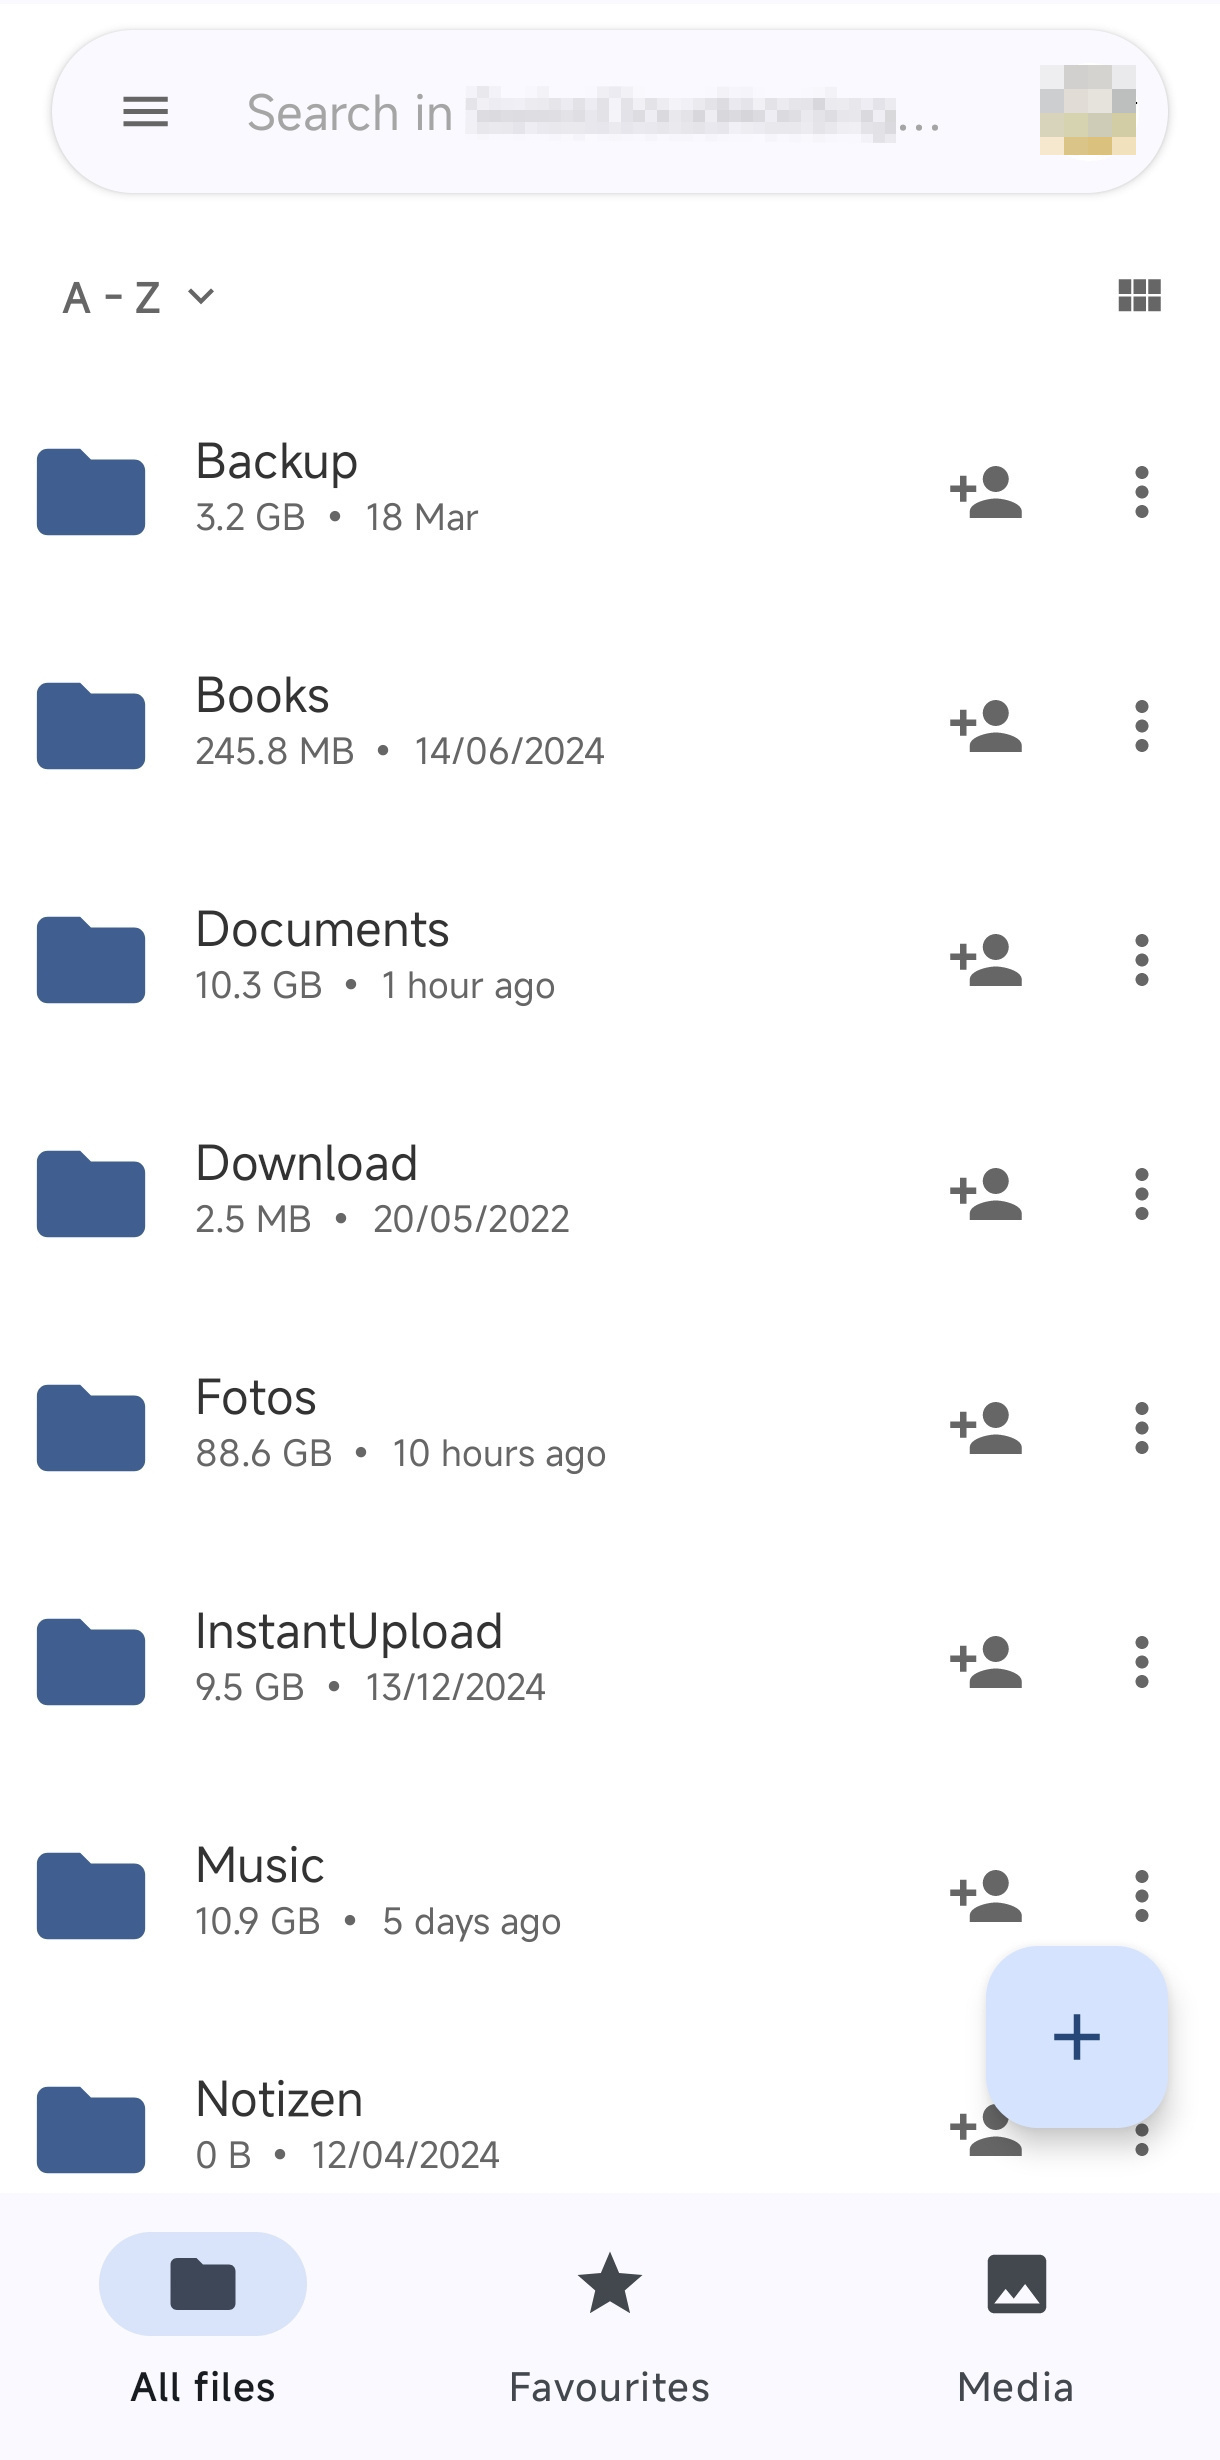 Search in ...
A - Z
Backup
3.2 GB • 18 Mar
Books
245.8 MB • 14/06/2024
Documents
10.3 GB • 1 hour ago
Download
2.5 MB • 20/05/2022
Fotos
88.6 GB • 10 hours ago
InstantUpload
9.5 GB • 13/12/2024
Music
10.9 GB • 5 days ago
Notizen
0 B • 12/04/2024
All files
Favourites
Media